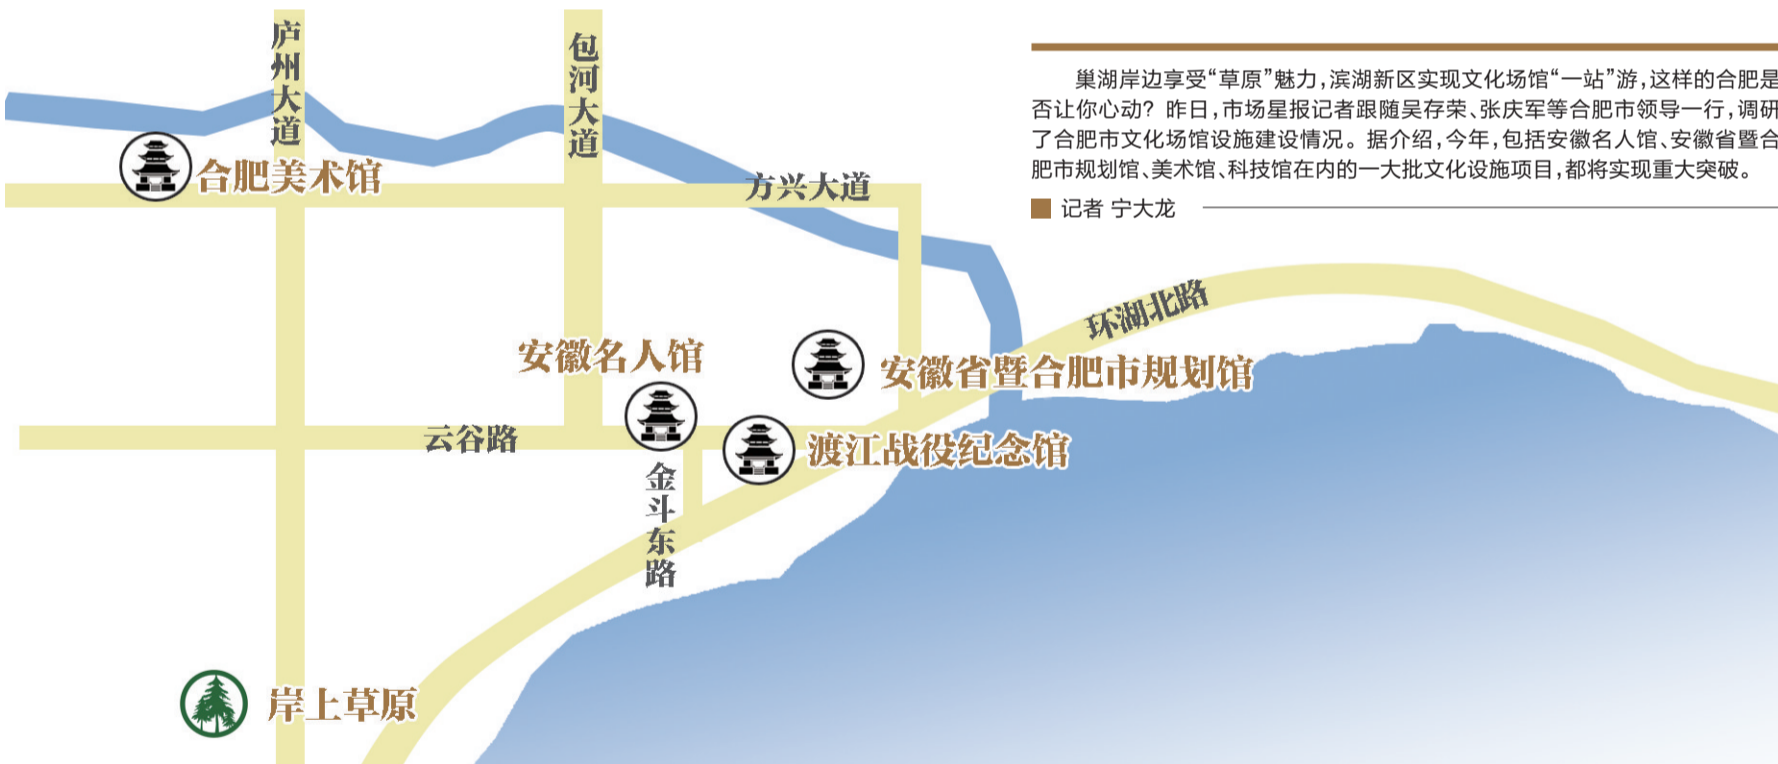 庐州大道
包河大道
巢湖岸边享受“草原”魅力,滨湖新区实现文化场馆“一站”游,这样的合肥是
否让你心动？昨日,市场星报记者跟随吴存荣、张庆军等合肥市领导一行,调研
了合肥市文化场馆设施建设情况。据介绍,今年,包括安徽名人馆、安徽省暨合
肥市规划馆、美术馆、科技馆在内的一大批文化设施项目,都将实现重大突破。
记者 宁大龙
合肥美术馆
方兴大道
环湖北路
安徽名人馆
安徽省暨合肥市规划馆
云谷路
渡江战役纪念馆
金斗东路
岸上草原